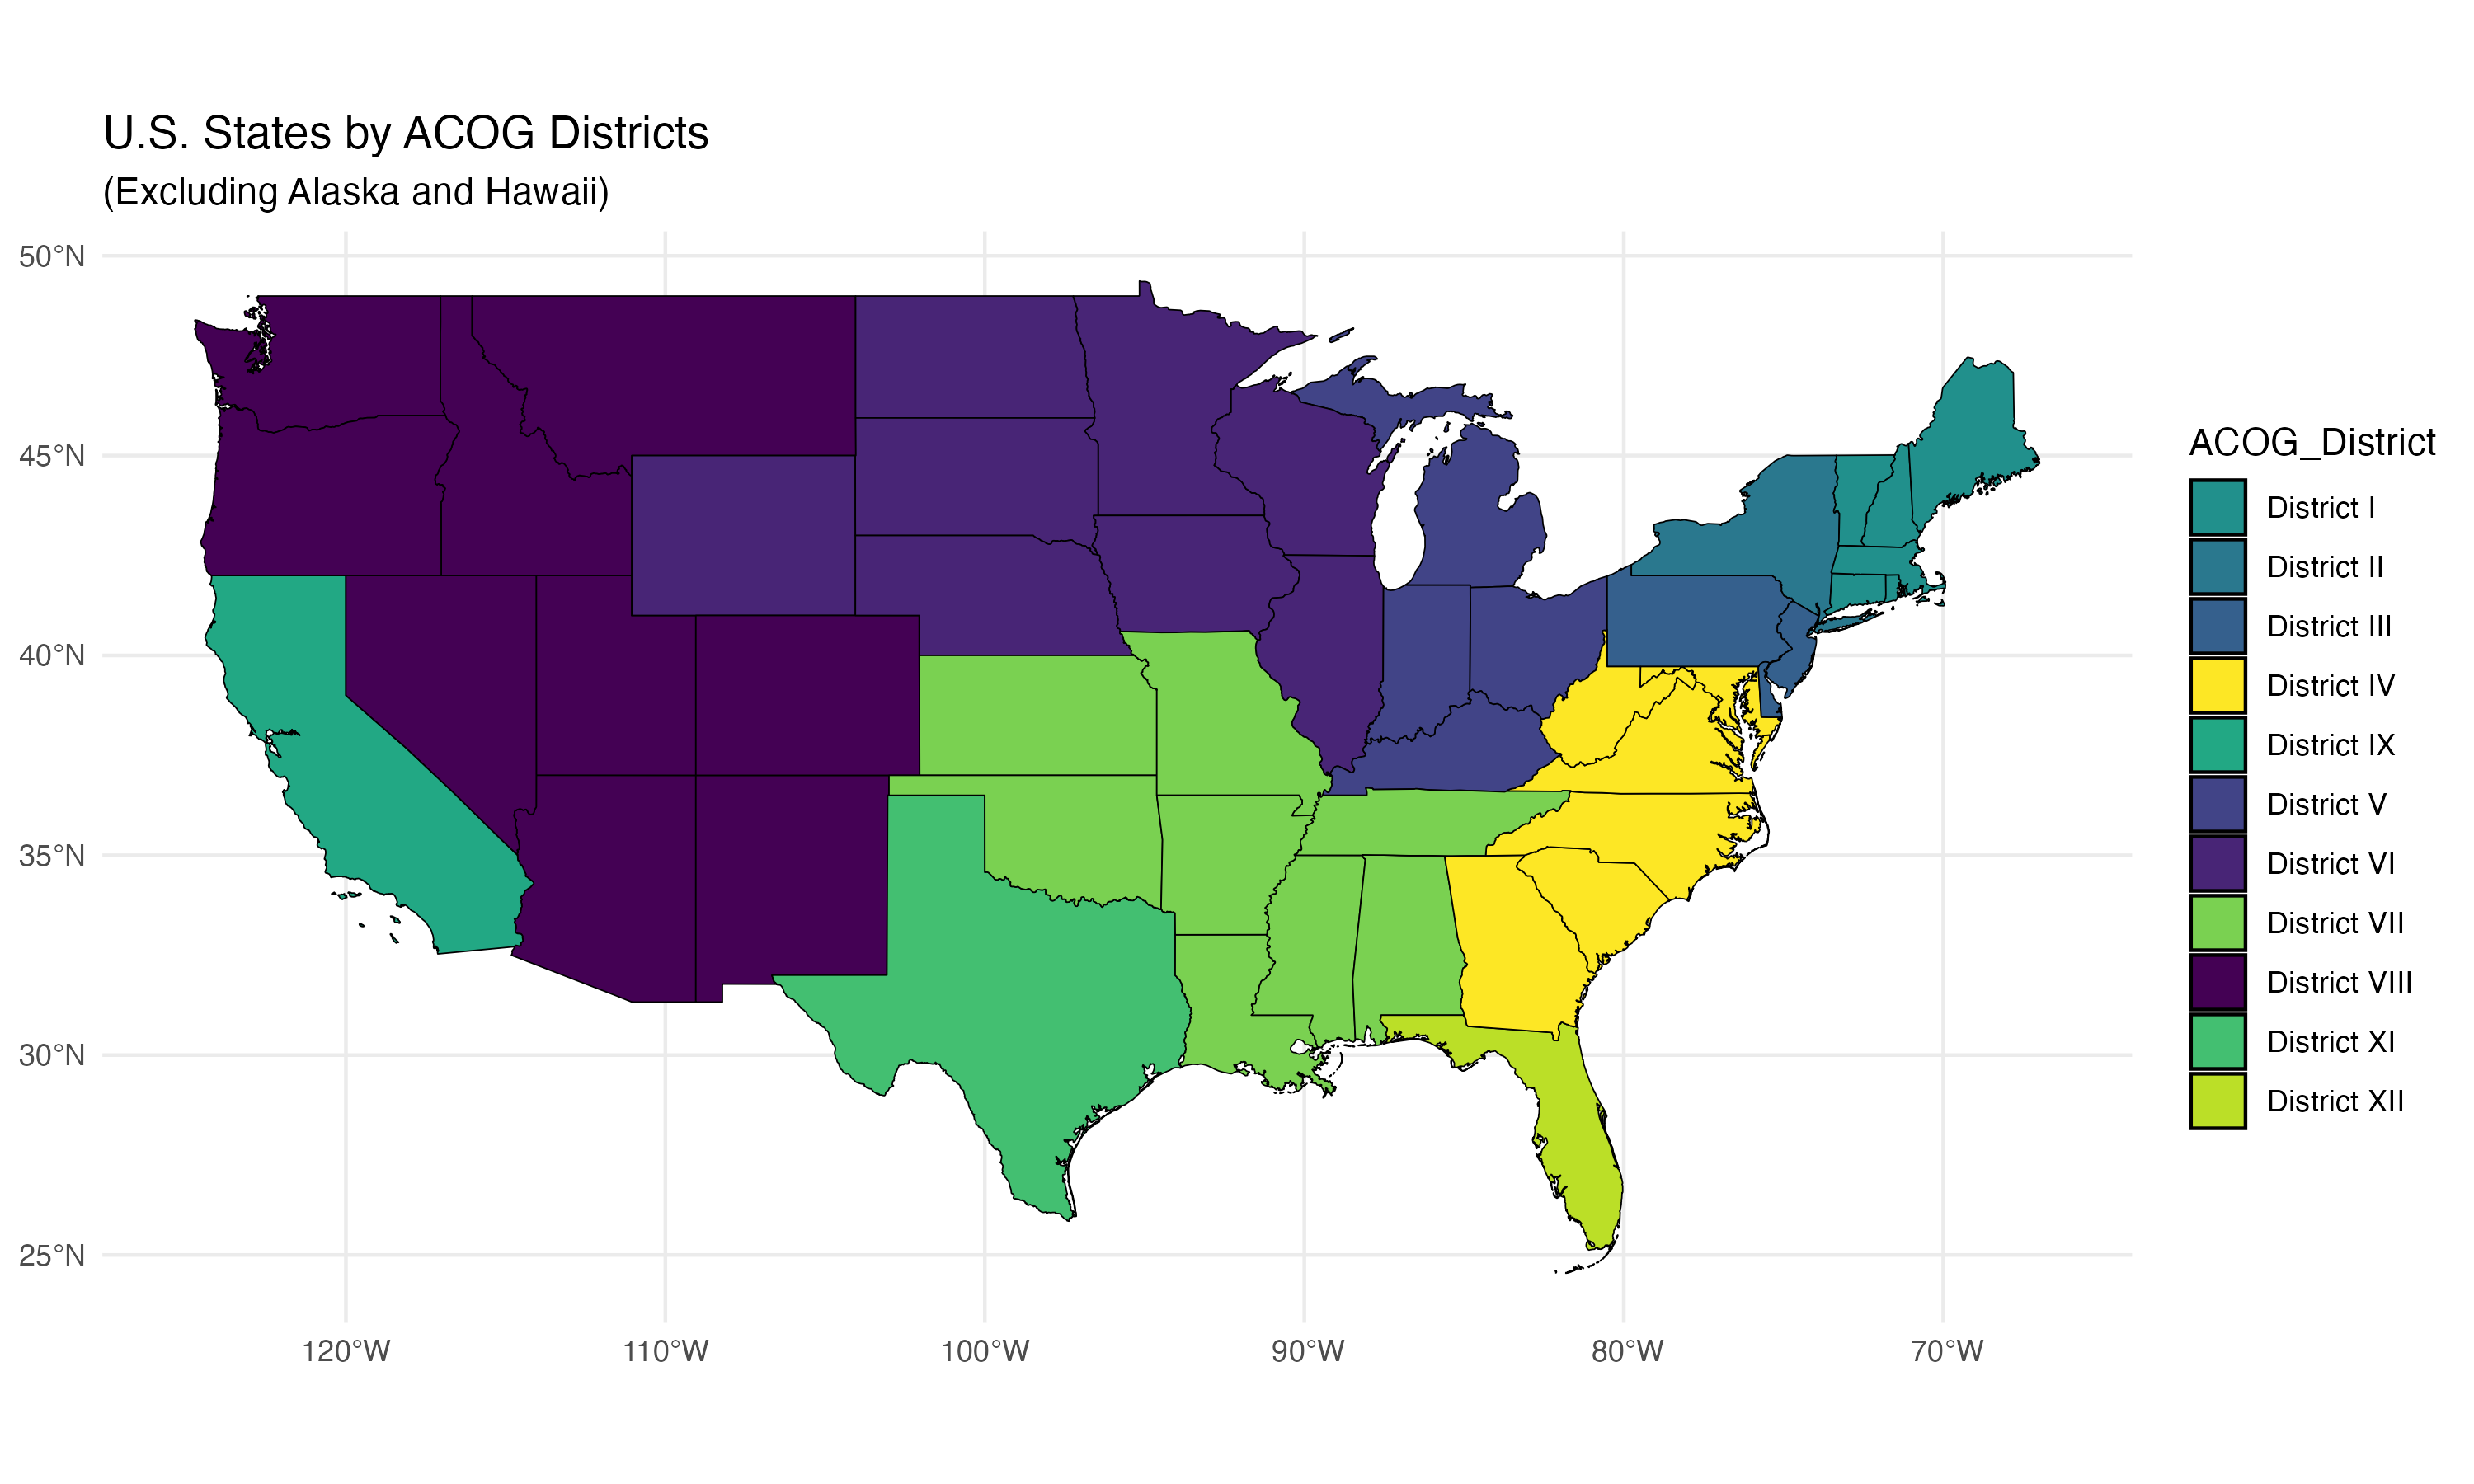 U.S. States by ACOG Districts
(Excluding Alaska and Hawaii)
50°N
45°N
40°N
35°N
30°N
25°N
120°W
110°W
100°W
90°W
80°W
70°W
ACOG_District
District I
District II
District III
District IV
District IX
District V
District VI
District VII
District VIII
District XI
District XII